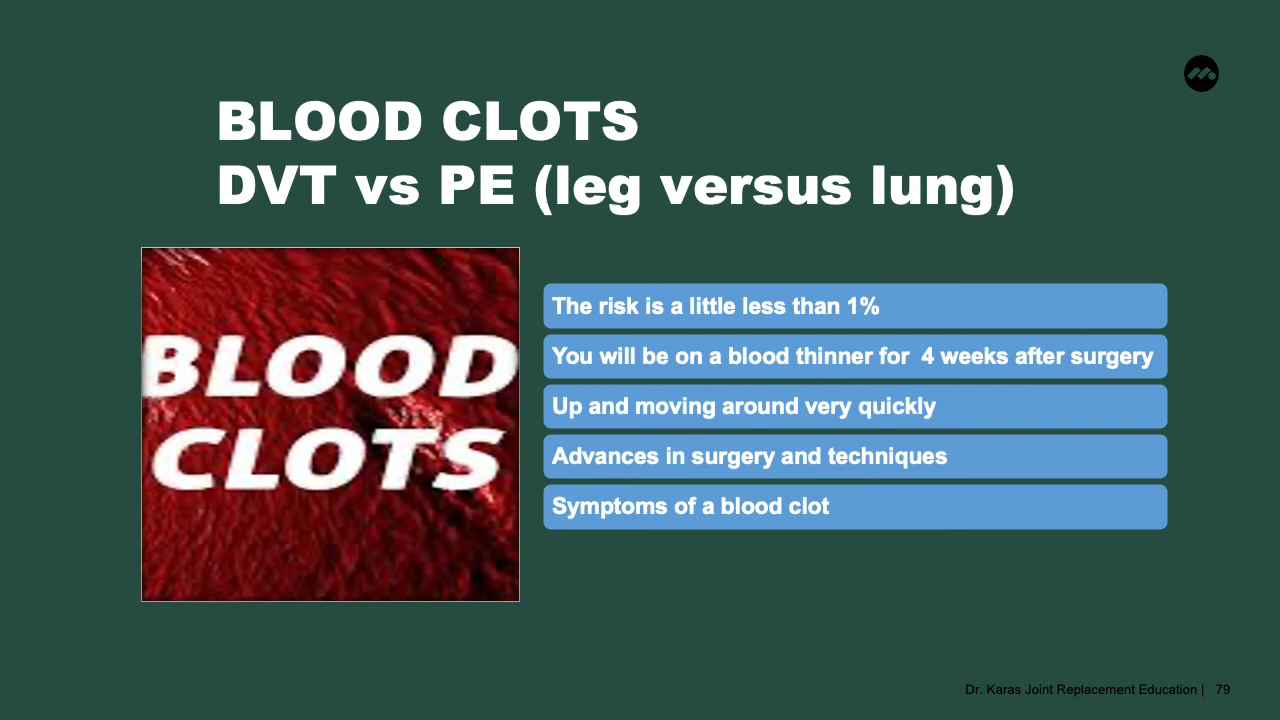 BLOOD CLOTS
DVT vs PE (leg versus lung)
BLOOD
CLOTS
The risk is a little less than 1%
You will be on a blood thinner for  4 weeks after surgery
Up and moving around very quickly
Advances in surgery and techniques
Symptoms of a blood clot
Dr. Karas Joint Replacement Education |   79